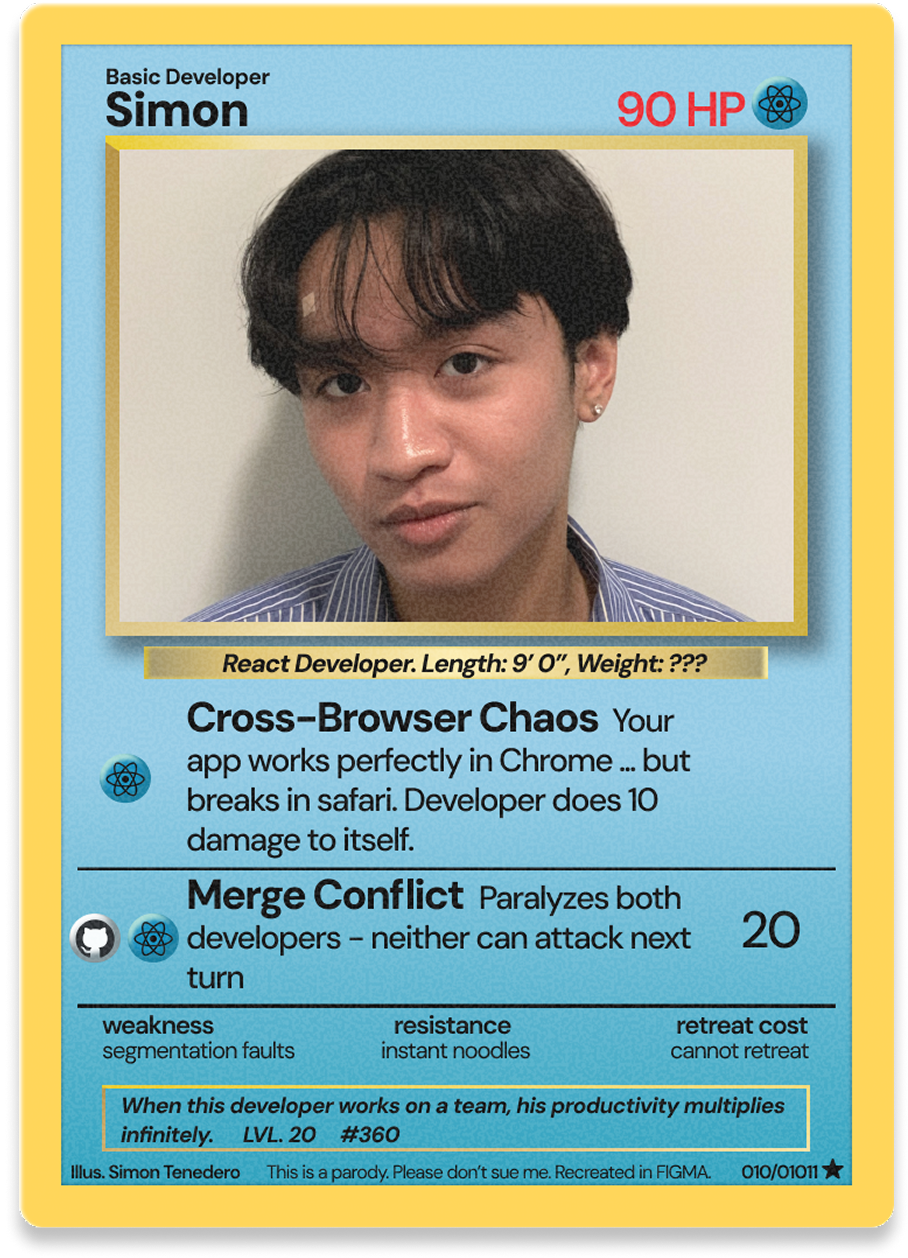 Basic Developer
Simon
90 HP
React Developer. Length: 9’ 0”, Weight: ???
Cross-Browser Chaos Your
app works perfectly in Chrome ... but
breaks in safari. Developer does 10
damage to itself.
Merge Conflict Paralyzes both
developers - neither can attack next
turn
20
weakness
segmentation faults
resistance
instant noodles
retreat cost
cannot retreat
When this developer works on a team, his productivity multiplies
infinitely. LVL. 20 #360
Illus. Simon Tenedero This is a parody. Please don’t sue me. Recreated in FIGMA. 010/01011